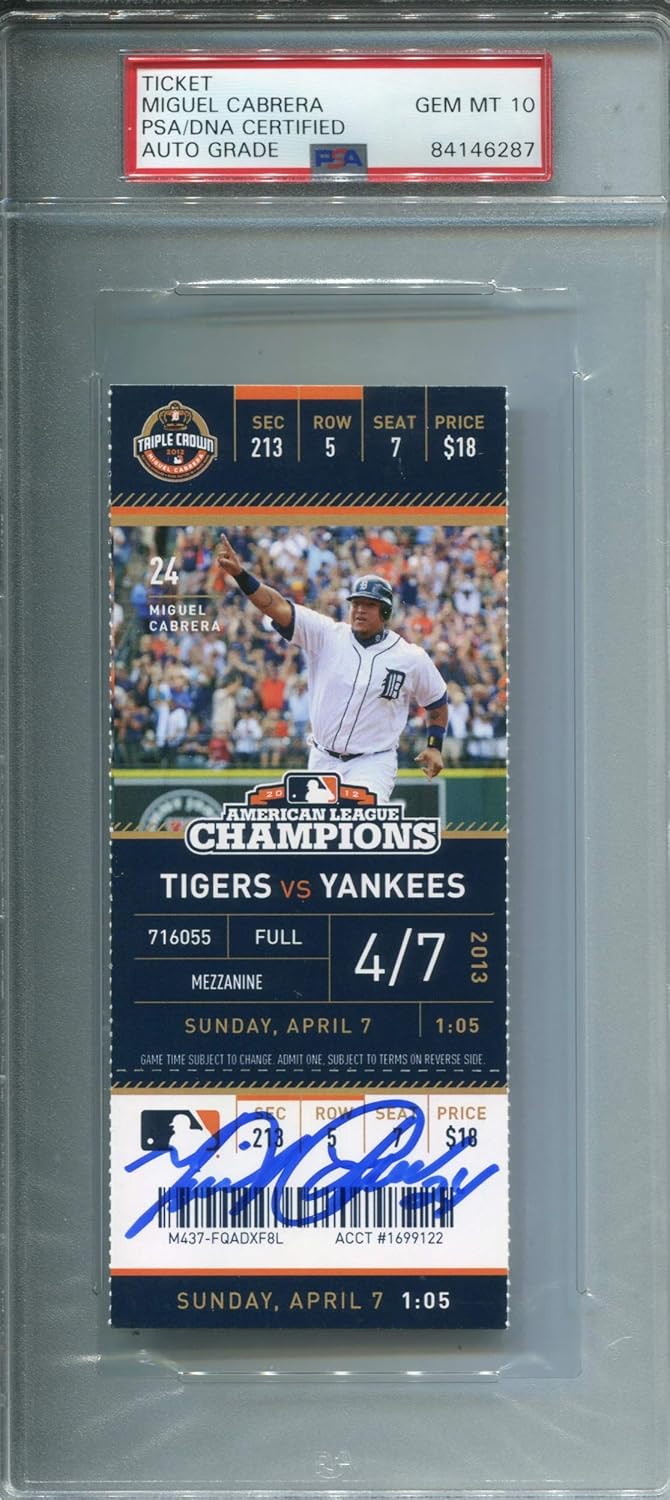 TICKET
MIGUEL CABRERA GEM MT 10
PSA/DNA CERTIFIED
AUTO GRADE PSA 84146287
TRIPLE CROWN
2012
MIGUEL CABRERA
SEC ROW SEAT PRICE
213 5 7 $18
24
MIGUEL
CABRERA
D
2012
AMERICAN LEAGUE
CHAMPIONS
TIGERS VS YANKEES
716055 FULL
4/7 2013
MEZZANINE
SUNDAY, APRIL 7 1:05
GAME TIME SUBJECT TO CHANGE. ADMIT ONE, SUBJECT TO TERMS ON REVERSE SIDE.
SEC ROW SEAT PRICE
213 5 7 $18
24
M437-FQADXF8L ACCT #1699122
SUNDAY, APRIL 7 1:05